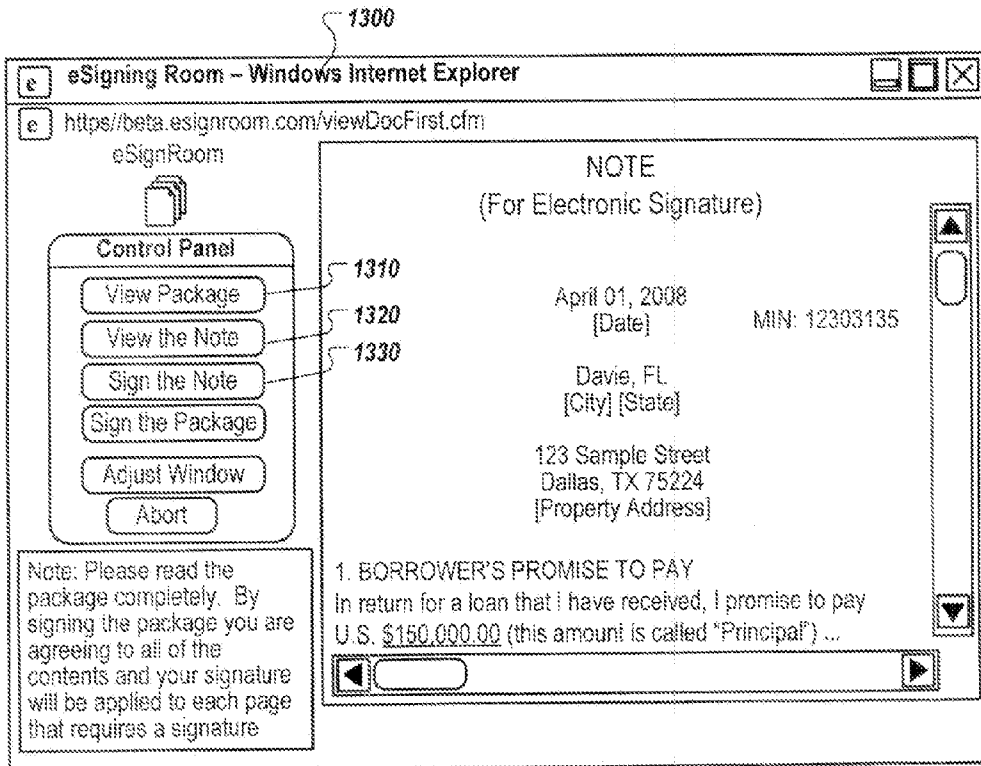 1300
eSigning Room – Windows Internet Explorer
https//beta.esignroom.com/viewDocFirst.cfm
eSignRoom
Control Panel
View Package
1310
View the Note
1320
Sign the Note
1330
Sign the Package
Adjust Window
Abort
Note: Please read the
package completely. By
signing the package you are
agreeing to all of the
contents and your signature
will be applied to each page
that requires a signature
NOTE
(For Electronic Signature)
April 01, 2008
[Date]
MIN: 12303135
Davie, FL
[City] [State]
123 Sample Street
Dallas, TX 75224
[Property Address]
1. BORROWER'S PROMISE TO PAY
In return for a loan that I have received, I promise to pay
U.S. $150,000.00 (this amount is called "Principal") ...